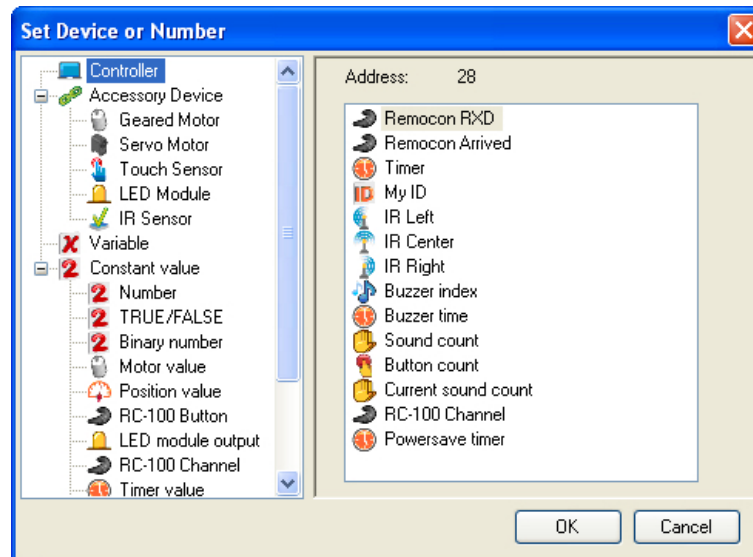 Set Device or Number
Controller
Accessory Device
Geared Motor
Servo Motor
Touch Sensor
LED Module
IR Sensor
Variable
Constant value
Number
TRUE/FALSE
Binary number
Motor value
Position value
RC-100 Button
LED module output
RC-100 Channel
Timer value
Address: 28
Remocon RXD
Remocon Arrived
Timer
My ID
IR Left
IR Center
IR Right
Buzzer index
Buzzer time
Sound count
Button count
Current sound count
RC-100 Channel
Powersave timer
OK
Cancel